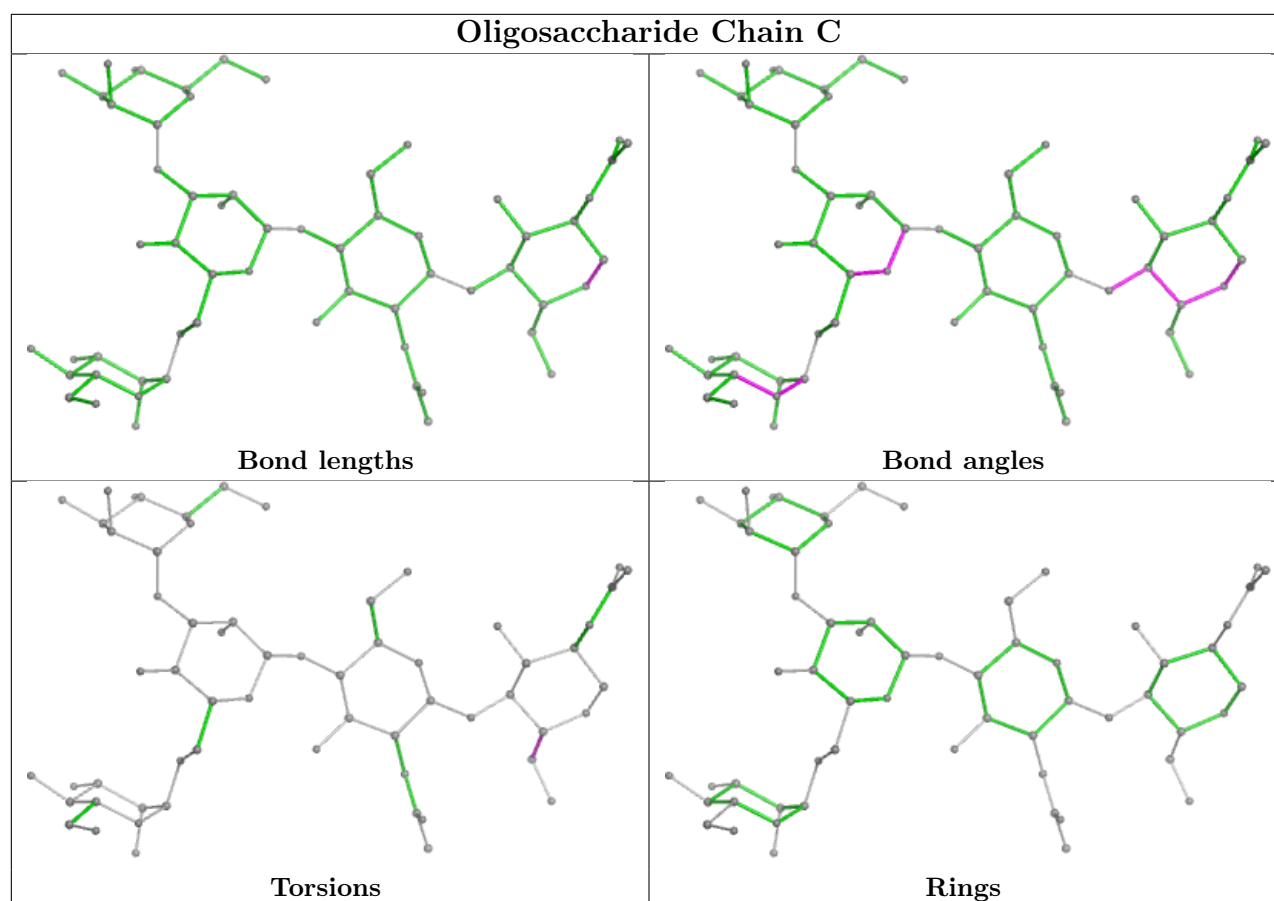 Oligosaccharide Chain C
Bond lengths
Bond angles
Torsions
Rings